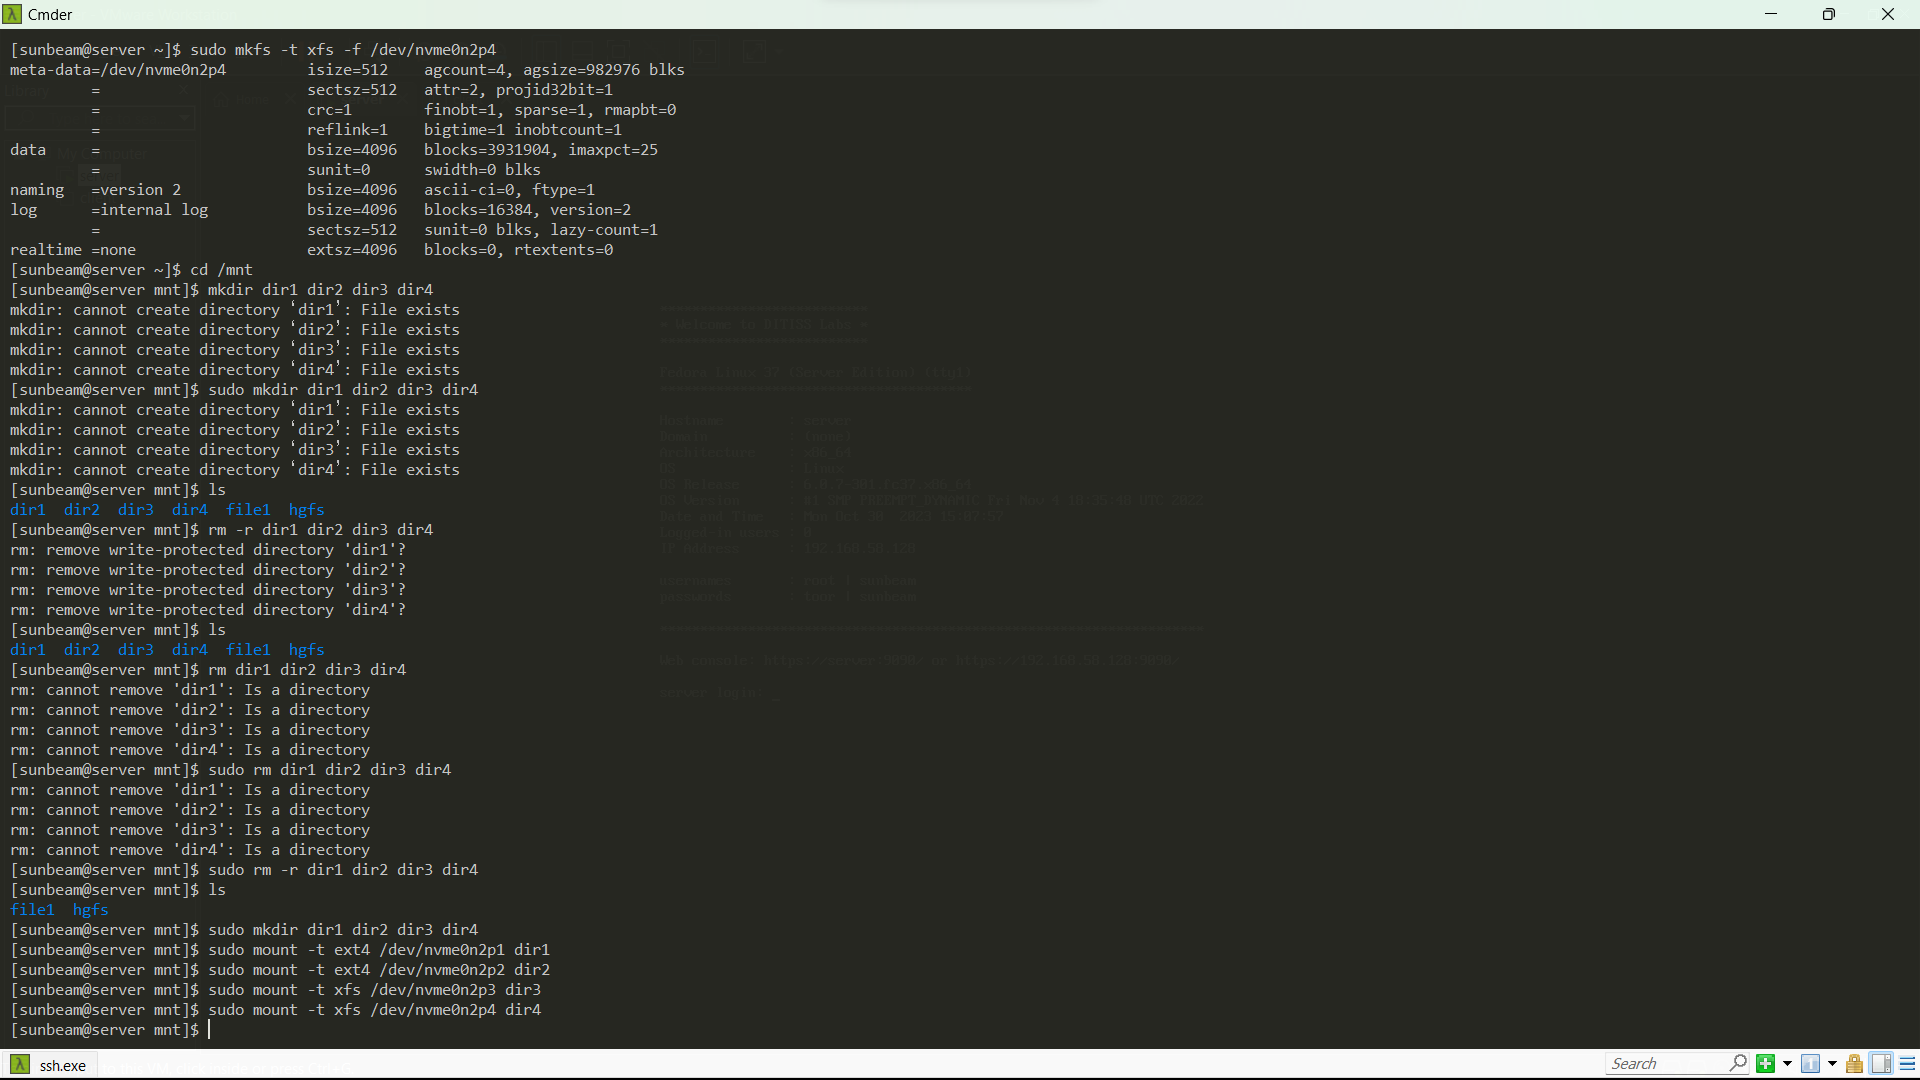 Cmder
[sunbeam@server ~]$ sudo mkfs -t xfs -f /dev/nvme0n2p4
meta-data=/dev/nvme0n2p4         isize=512    agcount=4, agsize=982976 blks
         =                       sectsz=512   attr=2, projid32bit=1
         =                       crc=1        finobt=1, sparse=1, rmapbt=0
         =                       reflink=1    bigtime=1 inobtcount=1
data     =                       bsize=4096   blocks=3931904, imaxpct=25
         =                       sunit=0      swidth=0 blks
naming   =version 2              bsize=4096   ascii-ci=0, ftype=1
log      =internal log           bsize=4096   blocks=16384, version=2
         =                       sectsz=512   sunit=0 blks, lazy-count=1
realtime =none                   extsz=4096   blocks=0, rtextents=0
[sunbeam@server ~]$ cd /mnt
[sunbeam@server mnt]$ mkdir dir1 dir2 dir3 dir4
mkdir: cannot create directory ‘dir1’: File exists
mkdir: cannot create directory ‘dir2’: File exists
mkdir: cannot create directory ‘dir3’: File exists
mkdir: cannot create directory ‘dir4’: File exists
[sunbeam@server mnt]$ sudo mkdir dir1 dir2 dir3 dir4
mkdir: cannot create directory ‘dir1’: File exists
mkdir: cannot create directory ‘dir2’: File exists
mkdir: cannot create directory ‘dir3’: File exists
mkdir: cannot create directory ‘dir4’: File exists
[sunbeam@server mnt]$ ls
dir1  dir2  dir3  dir4  file1  hgfs
[sunbeam@server mnt]$ rm -r dir1 dir2 dir3 dir4
rm: remove write-protected directory 'dir1'?
rm: remove write-protected directory 'dir2'?
rm: remove write-protected directory 'dir3'?
rm: remove write-protected directory 'dir4'?
[sunbeam@server mnt]$ ls
dir1  dir2  dir3  dir4  file1  hgfs
[sunbeam@server mnt]$ rm dir1 dir2 dir3 dir4
rm: cannot remove 'dir1': Is a directory
rm: cannot remove 'dir2': Is a directory
rm: cannot remove 'dir3': Is a directory
rm: cannot remove 'dir4': Is a directory
[sunbeam@server mnt]$ sudo rm dir1 dir2 dir3 dir4
rm: cannot remove 'dir1': Is a directory
rm: cannot remove 'dir2': Is a directory
rm: cannot remove 'dir3': Is a directory
rm: cannot remove 'dir4': Is a directory
[sunbeam@server mnt]$ sudo rm -r dir1 dir2 dir3 dir4
[sunbeam@server mnt]$ ls
file1  hgfs
[sunbeam@server mnt]$ sudo mkdir dir1 dir2 dir3 dir4
[sunbeam@server mnt]$ sudo mount -t ext4 /dev/nvme0n2p1 dir1
[sunbeam@server mnt]$ sudo mount -t ext4 /dev/nvme0n2p2 dir2
[sunbeam@server mnt]$ sudo mount -t xfs /dev/nvme0n2p3 dir3
[sunbeam@server mnt]$ sudo mount -t xfs /dev/nvme0n2p4 dir4
[sunbeam@server mnt]$
ssh.exe
Search